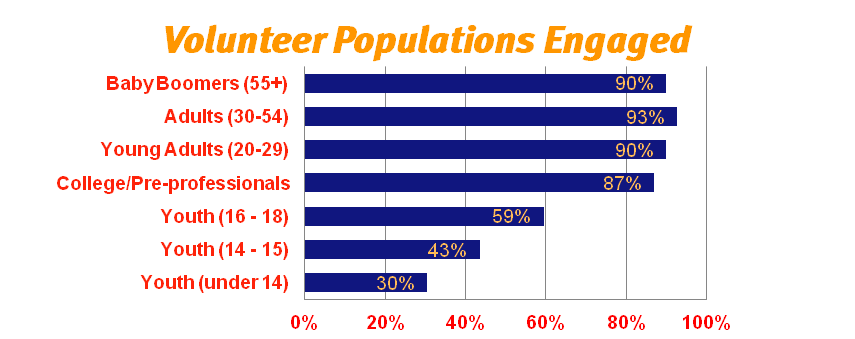 Volunteer Populations Engaged
Baby Boomers (55+) 90%
Adults (30-54) 93%
Young Adults (20-29) 90%
College/Pre-professionals 87%
Youth (16 - 18) 59%
Youth (14 - 15) 43%
Youth (under 14) 30%
0% 20% 40% 60% 80% 100%